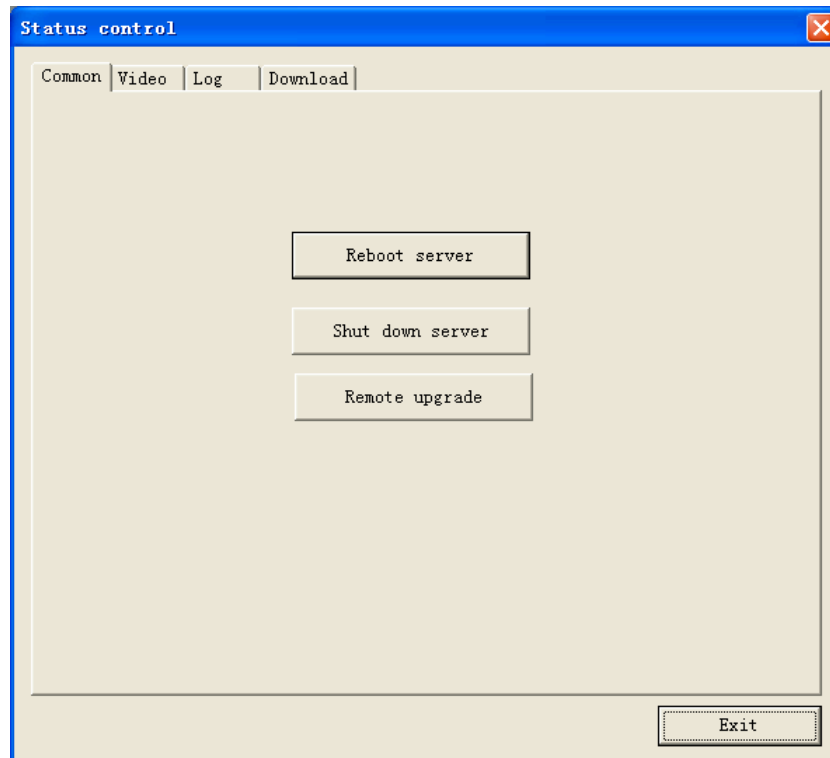 Status control
Common Video Log Download
Reboot server
Shut down server
Remote upgrade
Exit